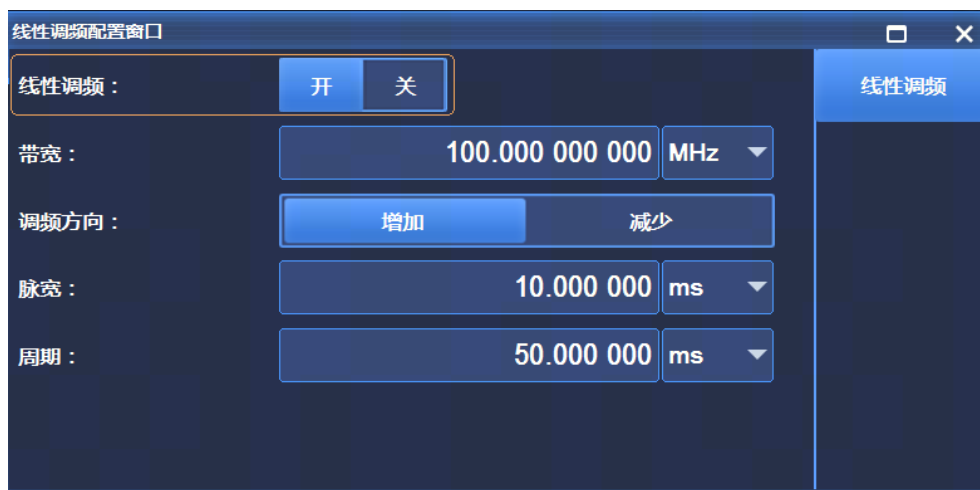 线性调频配置窗口
线性调频：
开
关
线性调频
带宽：
100.000 000 000
MHz
调频方向：
增加
减少
脉宽：
10.000 000
ms
周期：
50.000 000
ms